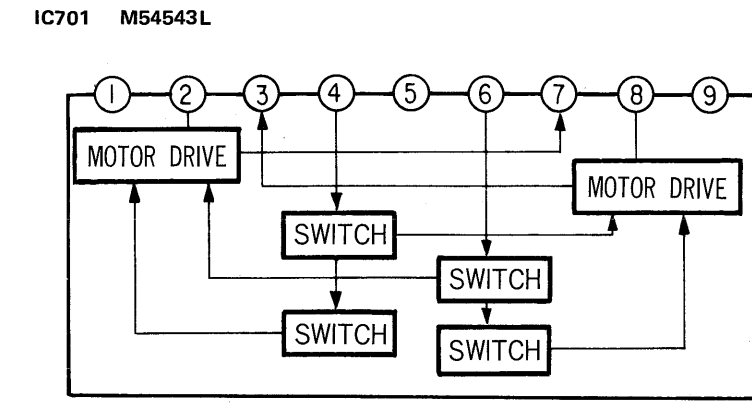 IC701 M54543L
1 2 3 4 5 6 7 8 9
MOTOR DRIVE
MOTOR DRIVE
SWITCH
SWITCH
SWITCH
SWITCH